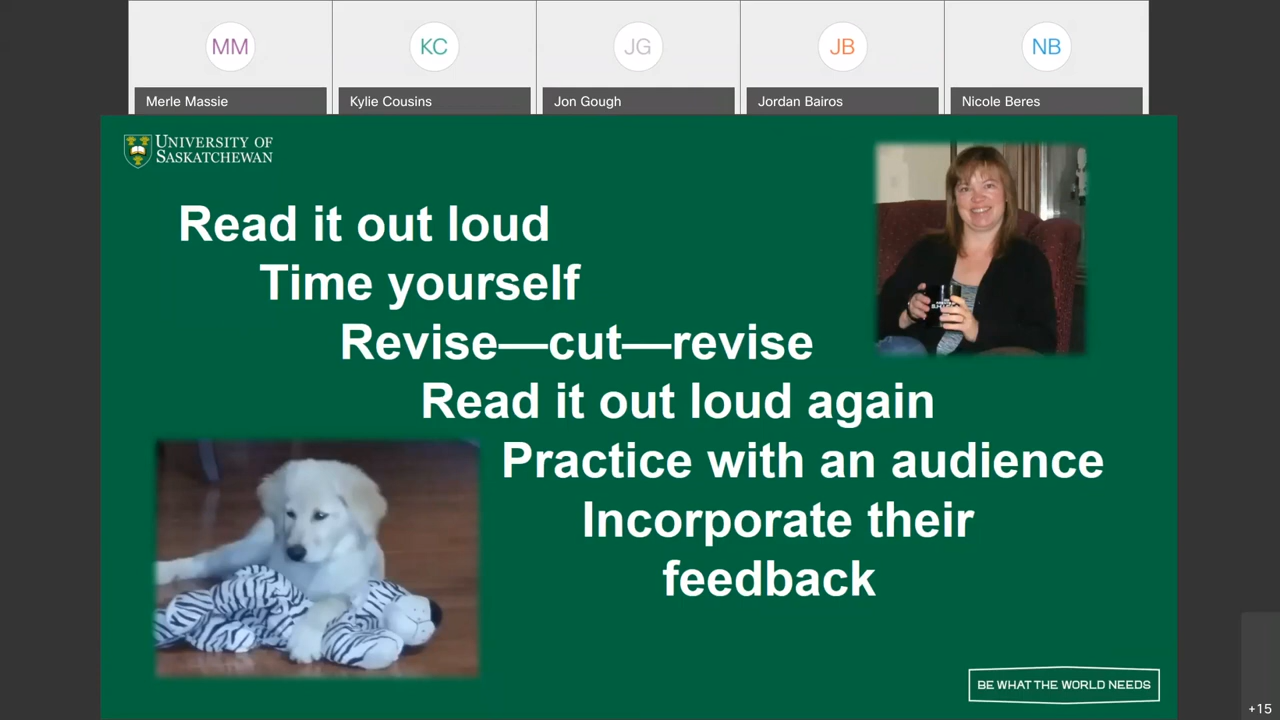 MM
KC
JG
JB
NB
Merle Massie
Kylie Cousins
Jon Gough
Jordan Bairos
Nicole Beres
UNIVERSITY OF
SASKATCHEWAN
Read it out loud
Time yourself
Revise—cut—revise
Read it out loud again
Practice with an audience
Incorporate their
feedback
BE WHAT THE WORLD NEEDS
+15